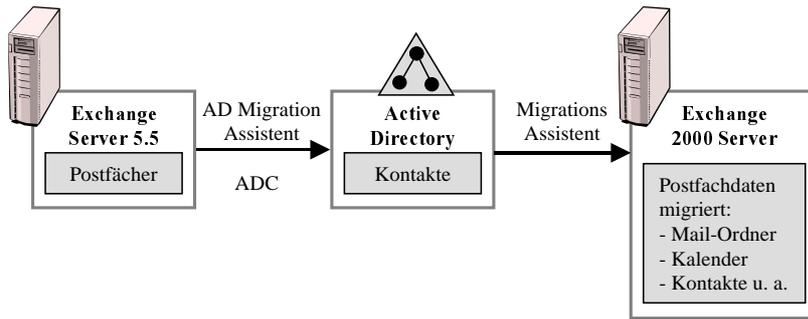 Exchange
Server 5.5
Postfächer
AD Migration
Assistent
ADC
Active
Directory
Kontakte
Migrations
Assistent
Exchange
2000 Server
Postfachdaten
migriert:
- Mail-Ordner
- Kalender
- Kontakte u. a.